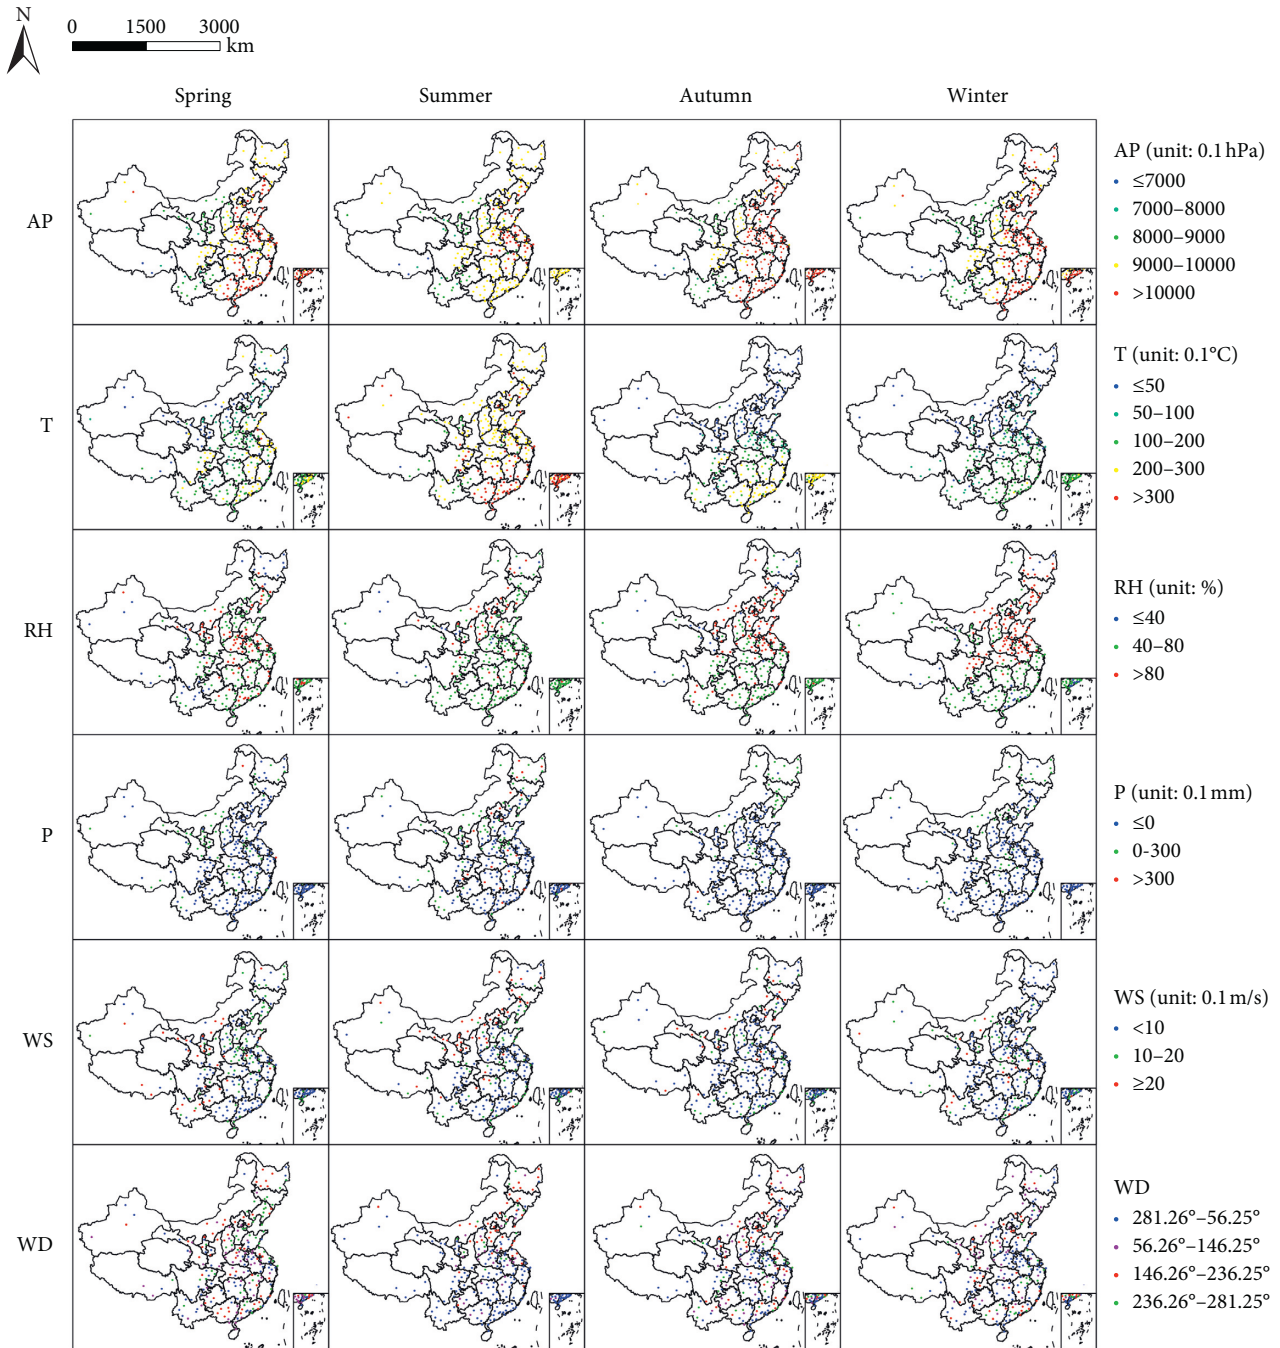 N
0 1500 3000
km
Spring Summer Autumn Winter
AP
AP (unit: 0.1 hPa)
≤7000
7000–8000
8000–9000
9000–10000
>10000
T
T (unit: 0.1°C)
≤50
50–100
100–200
200–300
>300
RH
RH (unit: %)
≤40
40–80
>80
P
P (unit: 0.1 mm)
≤0
0-300
>300
WS
WS (unit: 0.1 m/s)
<10
10–20
≥20
WD
WD
281.26°–56.25°
56.26°–146.25°
146.26°–236.25°
236.26°–281.25°